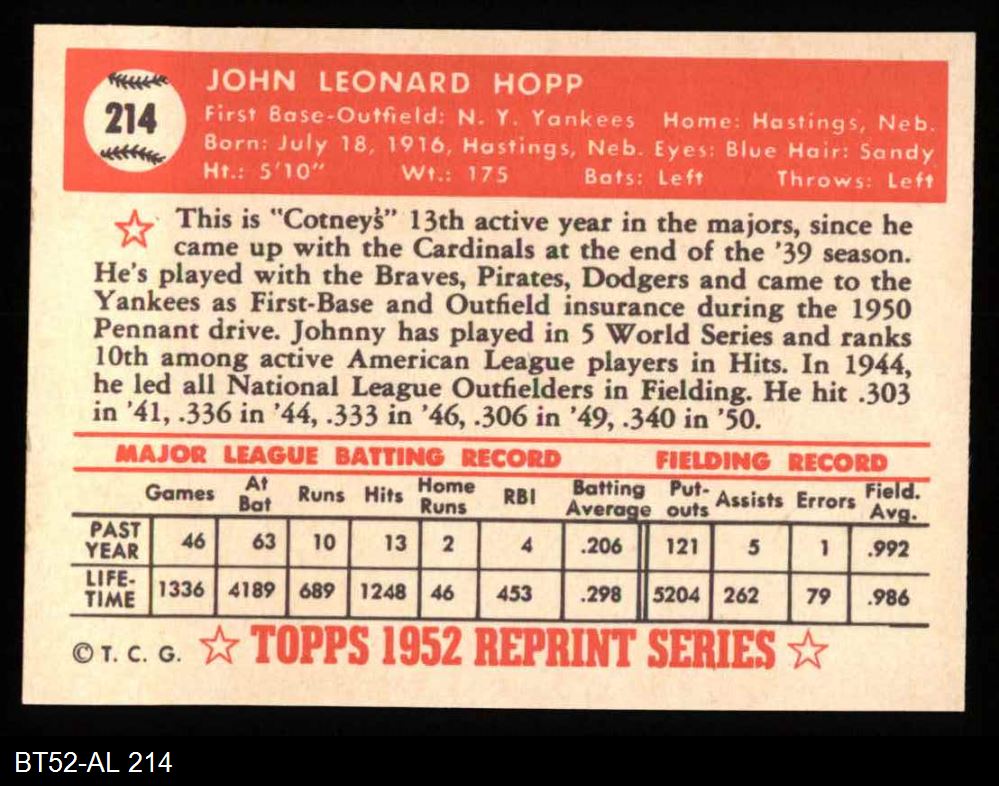 214
JOHN LEONARD HOPP
First Base-Outfield: N. Y. Yankees Home: Hastings, Neb.
Born: July 18, 1916, Hastings, Neb. Eyes: Blue Hair: Sandy
Ht.: 5'10" Wt.: 175 Bats: Left Throws: Left
This is "Cotney's" 13th active year in the majors, since he
came up with the Cardinals at the end of the '39 season.
He's played with the Braves, Pirates, Dodgers and came to the
Yankees as First-Base and Outfield insurance during the 1950
Pennant drive. Johnny has played in 5 World Series and ranks
10th among active American League players in Hits. In 1944,
he led all National League Outfielders in Fielding. He hit .303
in '41, .336 in '44, .333 in '46, .306 in '49, .340 in '50.
MAJOR LEAGUE BATTING RECORD FIELDING RECORD
Games At Bat Runs Hits Home Runs RBI Batting Average Put-outs Assists Errors Field. Avg.
PAST YEAR 46 63 10 13 2 4 .206 121 5 1 .992
LIFE-TIME 1336 4189 689 1248 46 453 .298 5204 262 79 .986
© T. C. G. ☆ TOPPS 1952 REPRINT SERIES ☆
BT52-AL 214